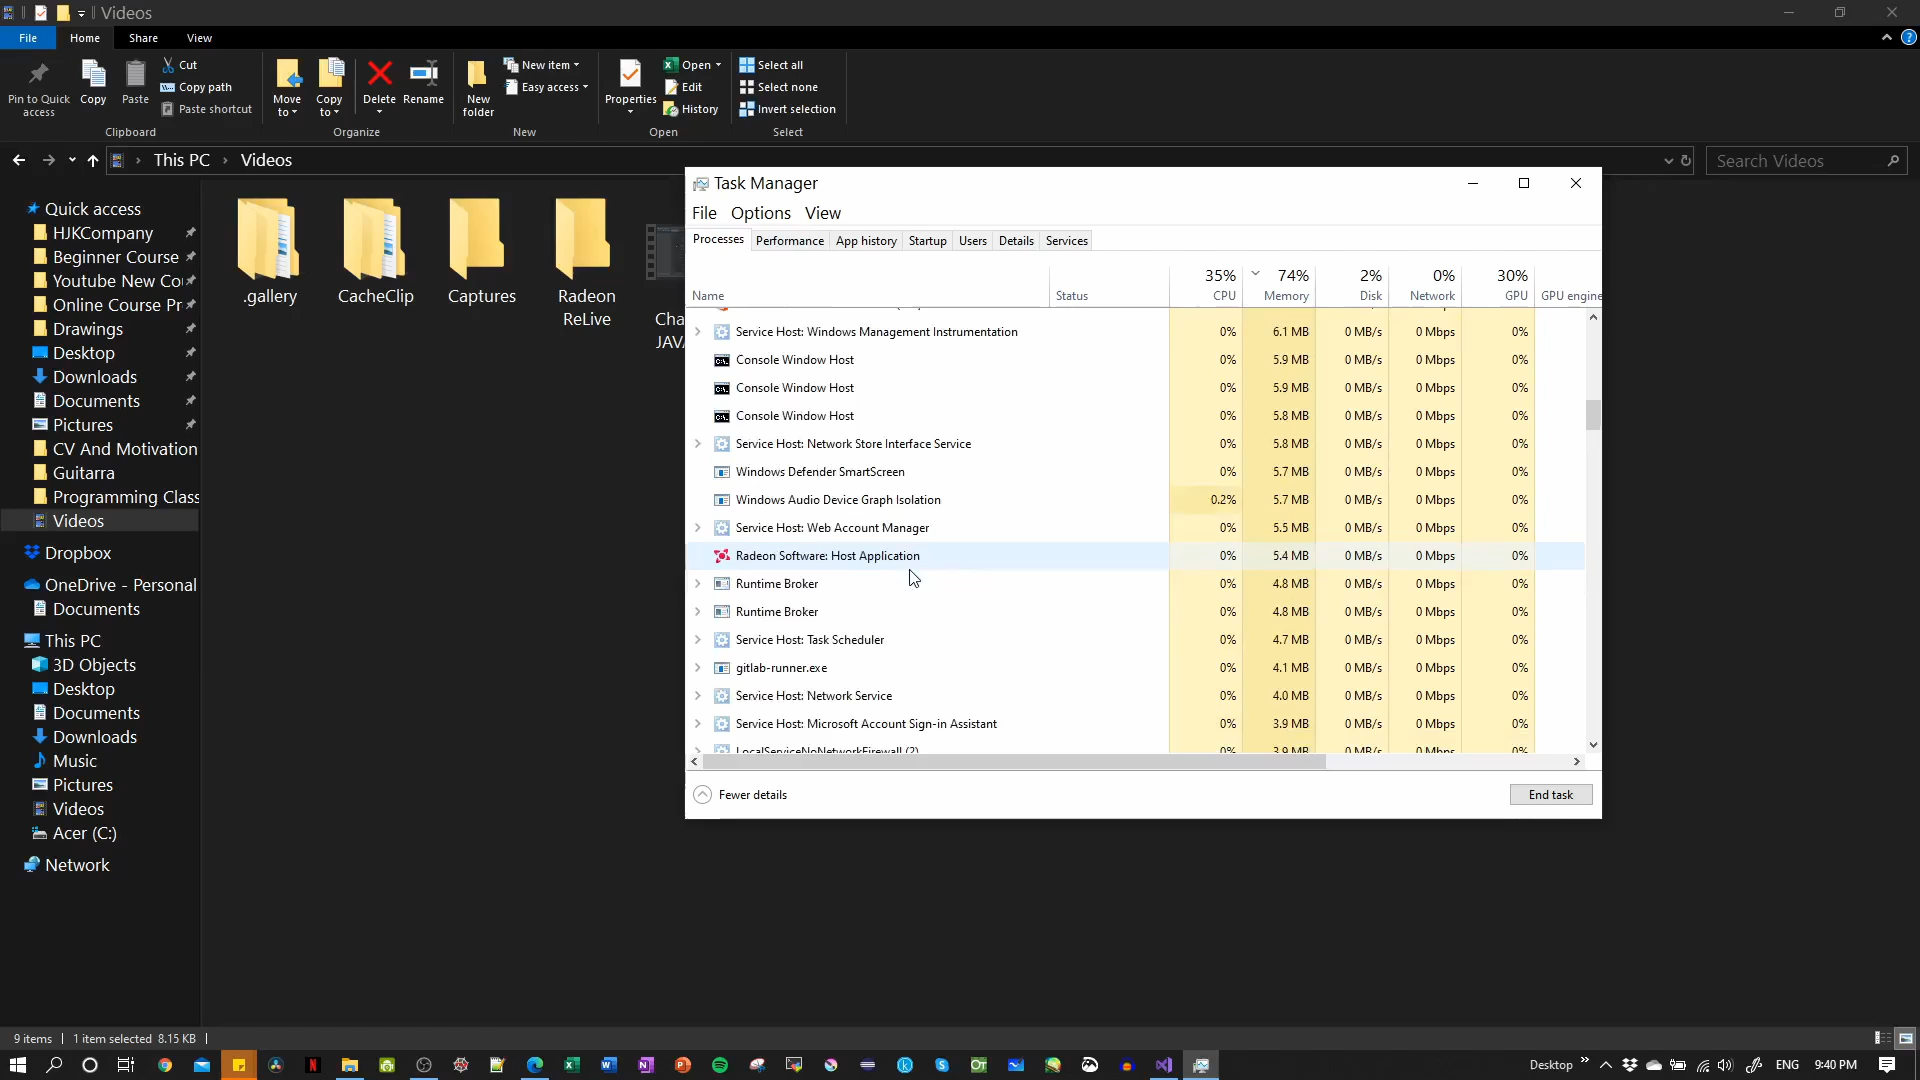 Videos
File Home Share View
Pin to Quick access
Copy
Paste
Cut
Copy path
Paste shortcut
Clipboard
Move to
Copy to
Delete
Rename
Organize
New folder
New item
Easy access
New
Properties
Open
Edit
History
Open
Select all
Select none
Invert selection
Select
This PC › Videos
Search Videos
Quick access
HJKCompany
Beginner Course
Youtube New Co
Online Course Pr
Drawings
Desktop
Downloads
Documents
Pictures
CV And Motivation
Guitarra
Programming Class
Videos
Dropbox
OneDrive - Personal
Documents
This PC
3D Objects
Desktop
Documents
Downloads
Music
Pictures
Videos
Acer (C:)
Network
.gallery
CacheClip
Captures
Radeon
ReLive
Cha
JAVA
Task Manager
File Options View
Processes Performance App history Startup Users Details Services
35% 74% 2% 0% 30%
Name Status CPU Memory Disk Network GPU GPU engine
Service Host: Windows Management Instrumentation 0% 6.1 MB 0 MB/s 0 Mbps 0%
Console Window Host 0% 5.9 MB 0 MB/s 0 Mbps 0%
Console Window Host 0% 5.9 MB 0 MB/s 0 Mbps 0%
Console Window Host 0% 5.8 MB 0 MB/s 0 Mbps 0%
Service Host: Network Store Interface Service 0% 5.8 MB 0 MB/s 0 Mbps 0%
Windows Defender SmartScreen 0% 5.7 MB 0 MB/s 0 Mbps 0%
Windows Audio Device Graph Isolation 0.2% 5.7 MB 0 MB/s 0 Mbps 0%
Service Host: Web Account Manager 0% 5.5 MB 0 MB/s 0 Mbps 0%
Radeon Software: Host Application 0% 5.4 MB 0 MB/s 0 Mbps 0%
Runtime Broker 0% 4.8 MB 0 MB/s 0 Mbps 0%
Runtime Broker 0% 4.8 MB 0 MB/s 0 Mbps 0%
Service Host: Task Scheduler 0% 4.7 MB 0 MB/s 0 Mbps 0%
gitlab-runner.exe 0% 4.1 MB 0 MB/s 0 Mbps 0%
Service Host: Network Service 0% 4.0 MB 0 MB/s 0 Mbps 0%
Service Host: Microsoft Account Sign-in Assistant 0% 3.9 MB 0 MB/s 0 Mbps 0%
LocalServiceNoNetworkFirewall (2) 0% 3.9 MB 0 MB/s 0 Mbps 0%
Fewer details
End task
9 items 1 item selected 8.15 KB
Desktop ENG 9:40 PM